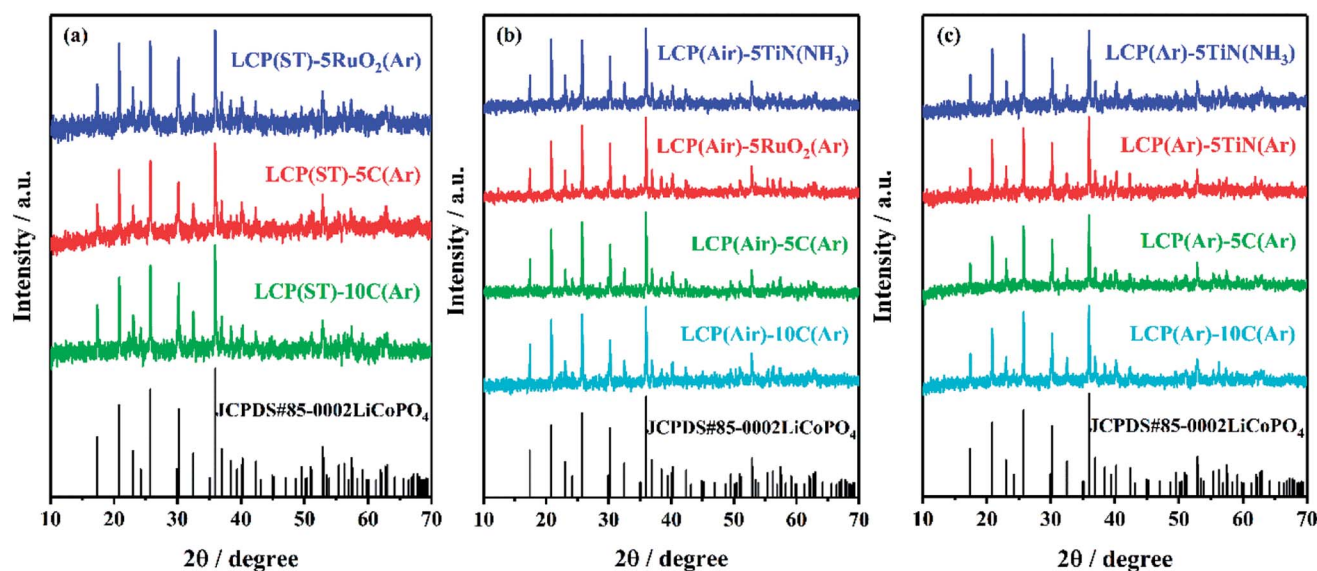 (a)
LCP(ST)-5RuO₂(Ar)
LCP(ST)-5C(Ar)
LCP(ST)-10C(Ar)
JCPDS#85-0002LiCoPO₄
Intensity / a.u.
10 20 30 40 50 60 70
2θ / degree
(b)
LCP(Air)-5TiN(NH₃)
LCP(Air)-5RuO₂(Ar)
LCP(Air)-5C(Ar)
LCP(Air)-10C(Ar)
JCPDS#85-0002LiCoPO₄
Intensity / a.u.
10 20 30 40 50 60 70
2θ / degree
(c)
LCP(Ar)-5TiN(NH₃)
LCP(Ar)-5TiN(Ar)
LCP(Ar)-5C(Ar)
LCP(Ar)-10C(Ar)
JCPDS#85-0002LiCoPO₄
Intensity / a.u.
10 20 30 40 50 60 70
2θ / degree